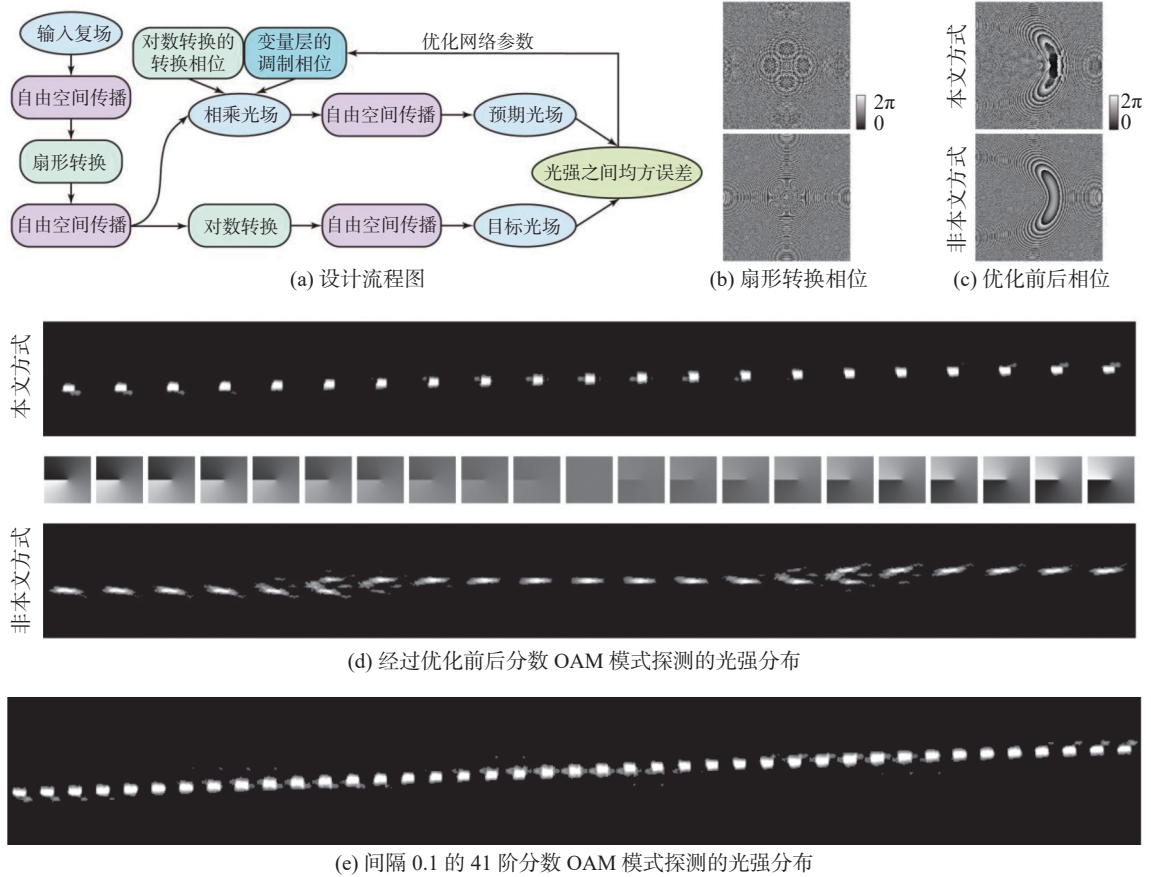 输入复场
自由空间传播
扇形转换
自由空间传播
对数转换的
转换相位
变量层的
调制相位
优化网络参数
相乘光场
自由空间传播
预期光场
光强之间均方误差
对数转换
自由空间传播
目标光场
(a) 设计流程图
2π
0
(b) 扇形转换相位
本文方式
非本文方式
2π
0
(c) 优化前后相位
本文方式
非本文方式
(d) 经过优化前后分数 OAM 模式探测的光强分布
(e) 间隔 0.1 的 41 阶分数 OAM 模式探测的光强分布